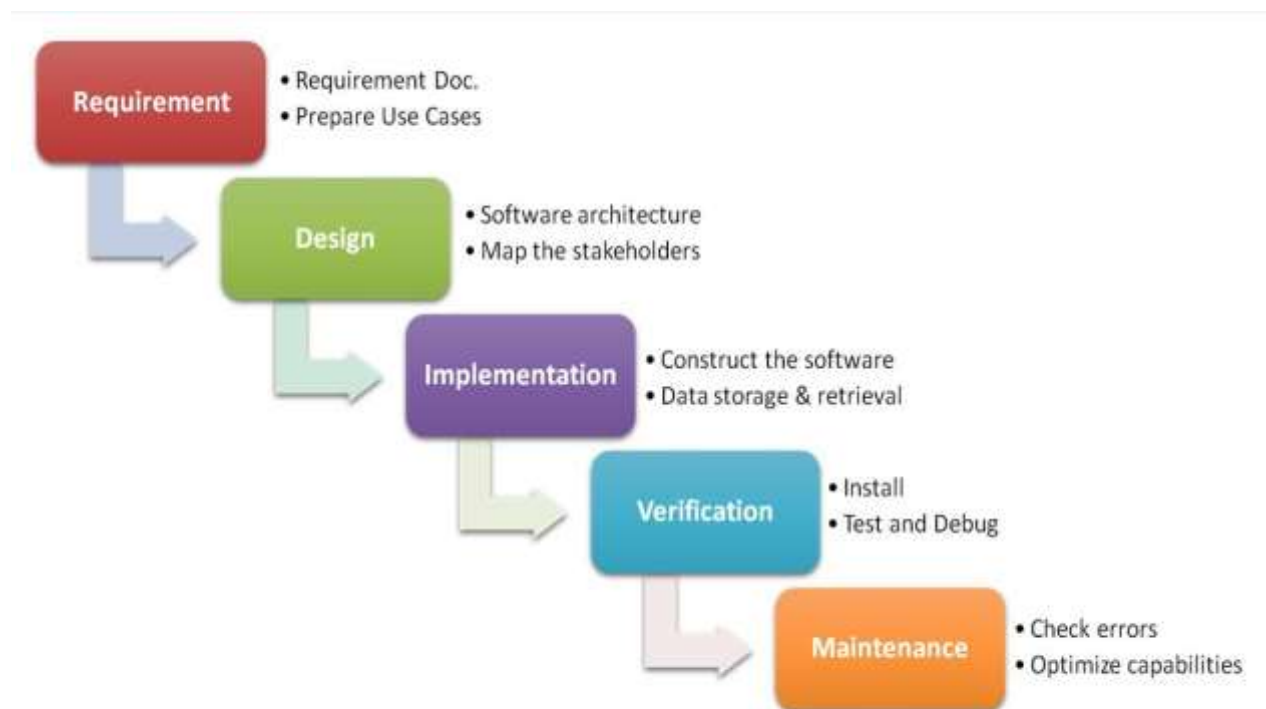 Requirement
• Requirement Doc.
• Prepare Use Cases
Design
• Software architecture
• Map the stakeholders
Implementation
• Construct the software
• Data storage & retrieval
Verification
• Install
• Test and Debug
Maintenance
• Check errors
• Optimize capabilities